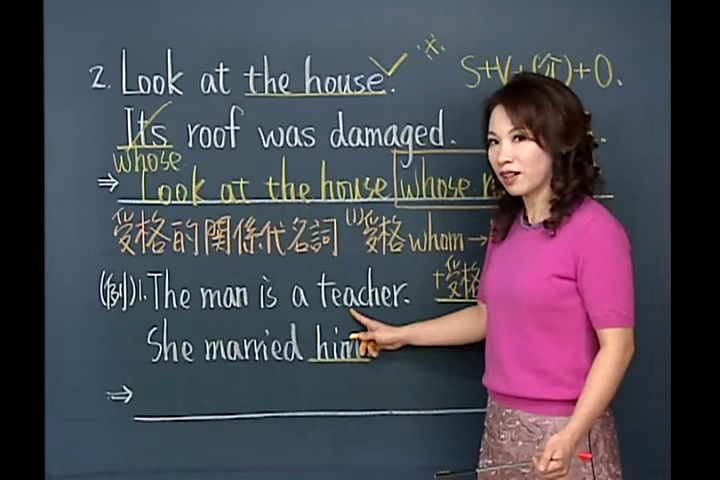 2. Look at the house.
S+V+(介)+O.
Its roof was damaged.
whose
⇒ Look at the house whose
受格的關係代名詞 (1)受格 whom→
+受格
(例)1. The man is a teacher.
She married him
⇒